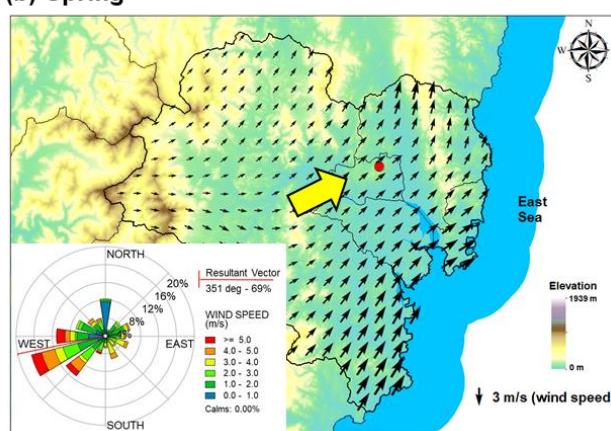 (b) Spring
N
W
E
S
East
Sea
Elevation
1939 m
0 m
3 m/s (wind speed
NORTH
Resultant Vector
351 deg - 69%
20%
16%
12%
8%
WEST
EAST
SOUTH
WIND SPEED
(m/s)
>= 5.0
4.0 - 5.0
3.0 - 4.0
2.0 - 3.0
1.0 - 2.0
0.0 - 1.0
Calms: 0.00%